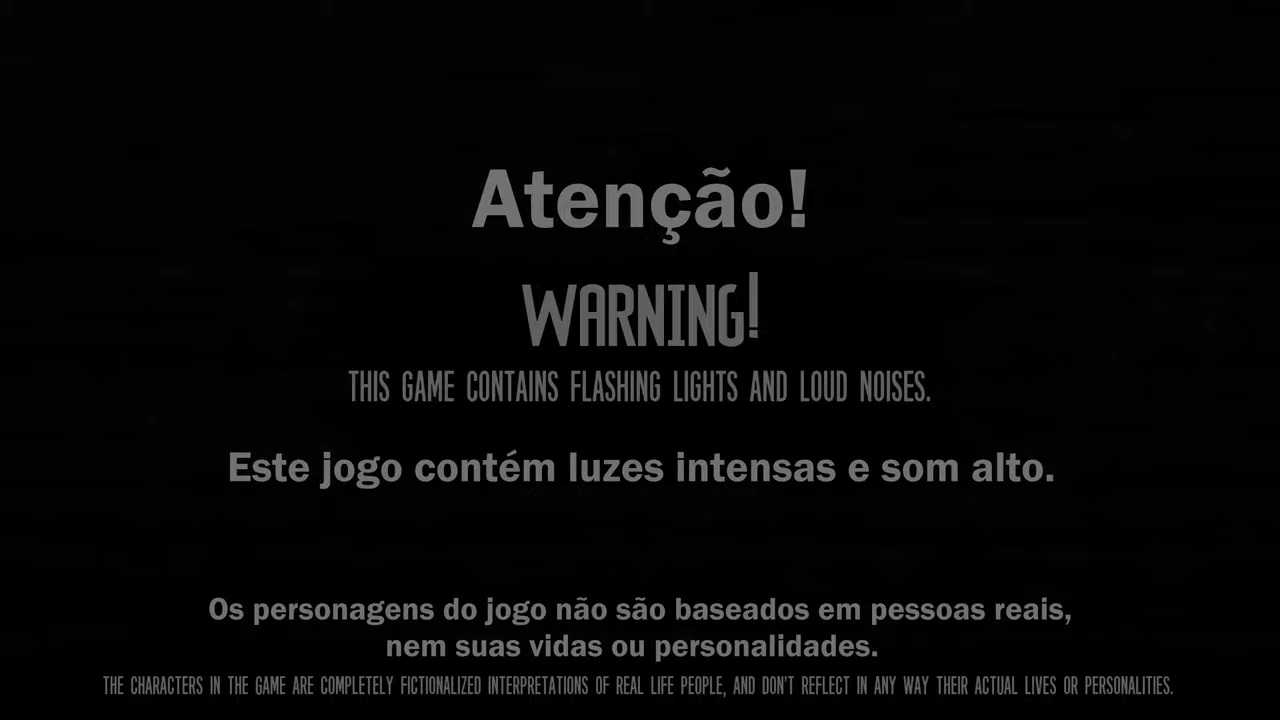 Atenção!
WARNING!
THIS GAME CONTAINS FLASHING LIGHTS AND LOUD NOISES.
Este jogo contém luzes intensas e som alto.
Os personagens do jogo não são baseados em pessoas reais,
nem suas vidas ou personalidades.
THE CHARACTERS IN THE GAME ARE COMPLETELY FICTIONALIZED INTERPRETATIONS OF REAL LIFE PEOPLE, AND DON'T REFLECT IN ANY WAY THEIR ACTUAL LIVES OR PERSONALITIES.